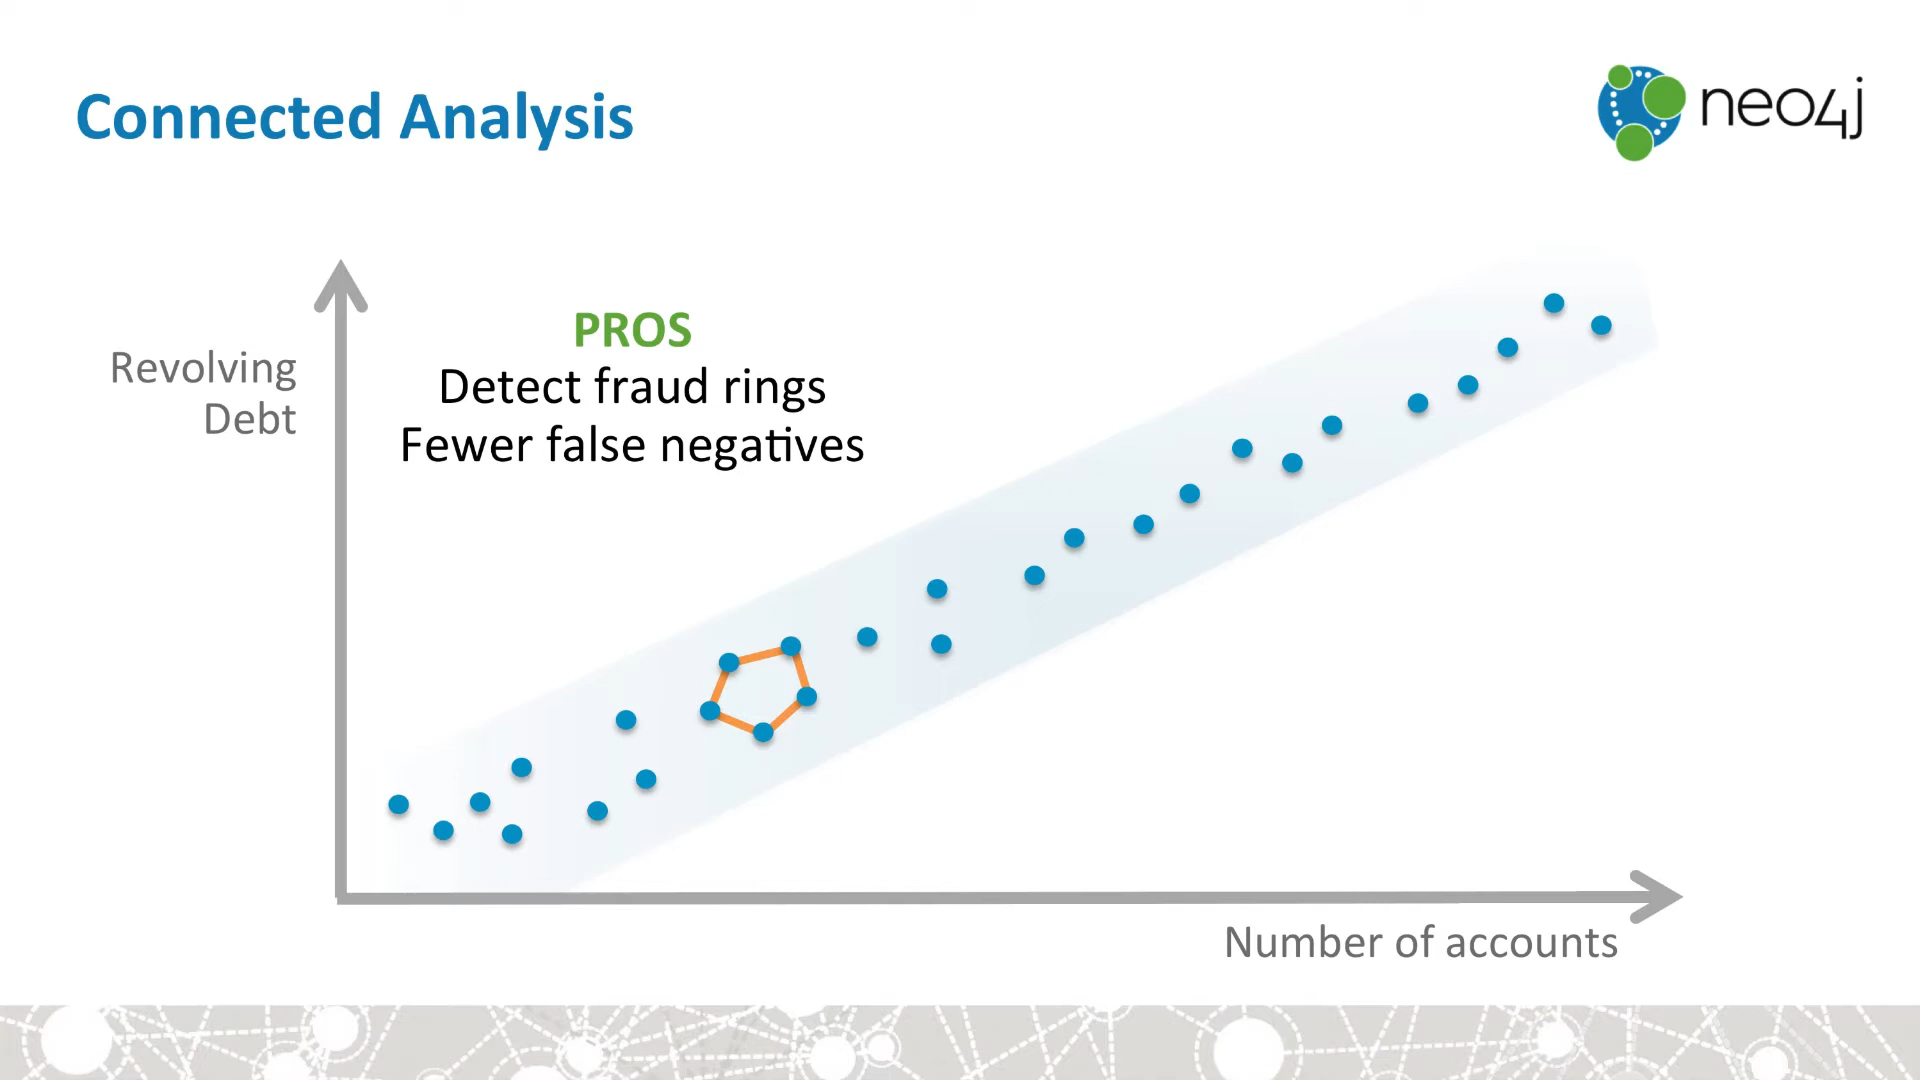 Connected Analysis
neo4j
PROS
Detect fraud rings
Fewer false negatives
Revolving
Debt
Number of accounts